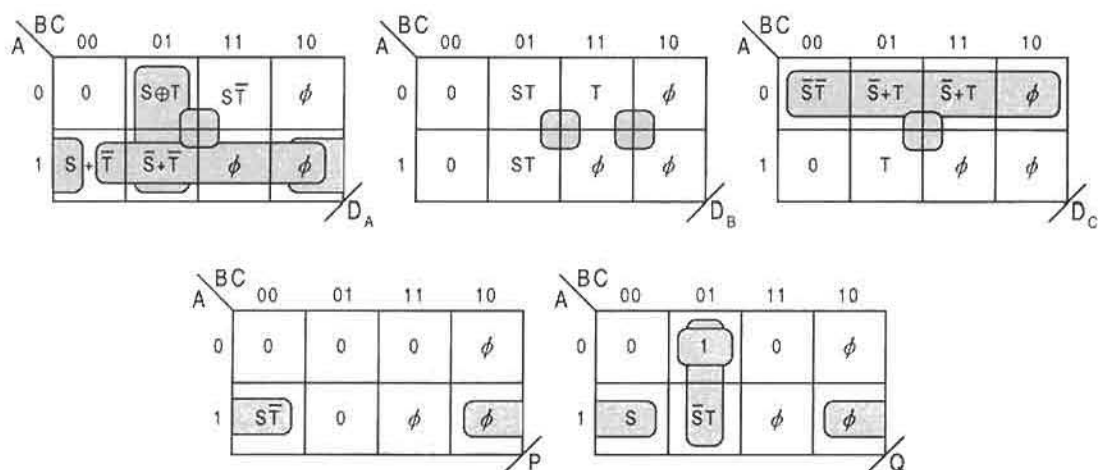 BC BC BC
A 00 01 11 10 A 00 01 11 10 A 00 01 11 10
0 0 S⊕T ST̅ ϕ 0 0 ST T ϕ 0 S̅T̅ S̅+T S̅+T ϕ
1 S+T̅ S̅+T̅ ϕ ϕ 1 0 ST ϕ ϕ 1 0 T ϕ ϕ
D_A D_B D_C
BC BC
A 00 01 11 10 A 00 01 11 10
0 0 0 0 ϕ 0 0 1 0 ϕ
1 ST̅ 0 ϕ ϕ 1 S S̅T ϕ ϕ
P Q